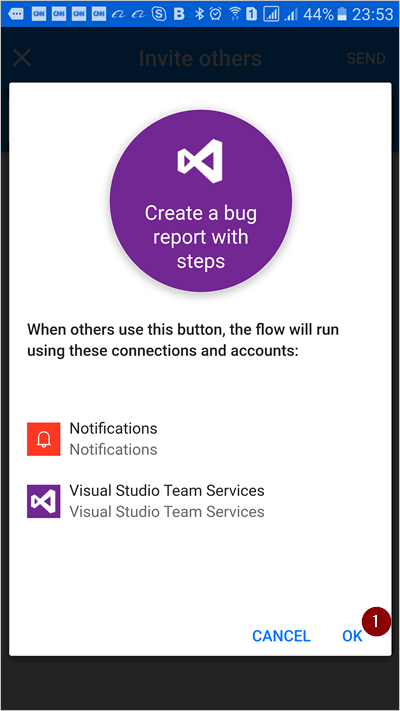 CNN CNN CNN CNN S B 1 44% 23:53
Invite others SEND
Create a bug
report with
steps
When others use this button, the flow will run
using these connections and accounts:
Notifications
Notifications
Visual Studio Team Services
Visual Studio Team Services
CANCEL OK 1